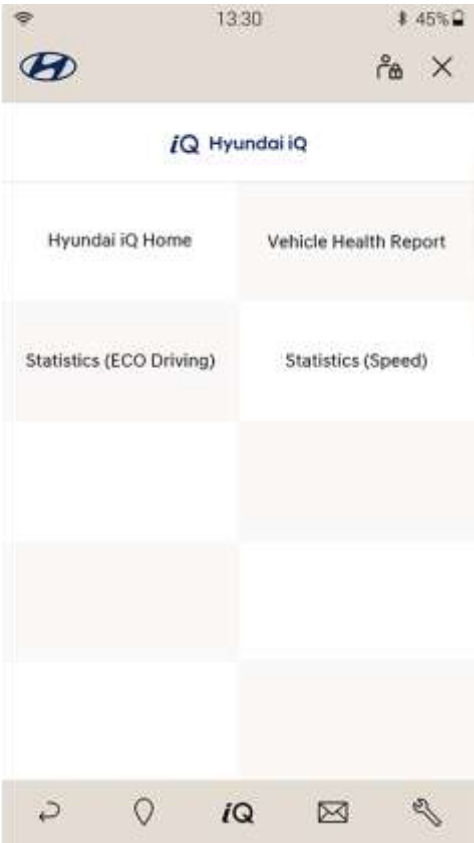 13:30 45%
iQ Hyundai iQ
Hyundai iQ Home Vehicle Health Report
Statistics (ECO Driving) Statistics (Speed)
iQ